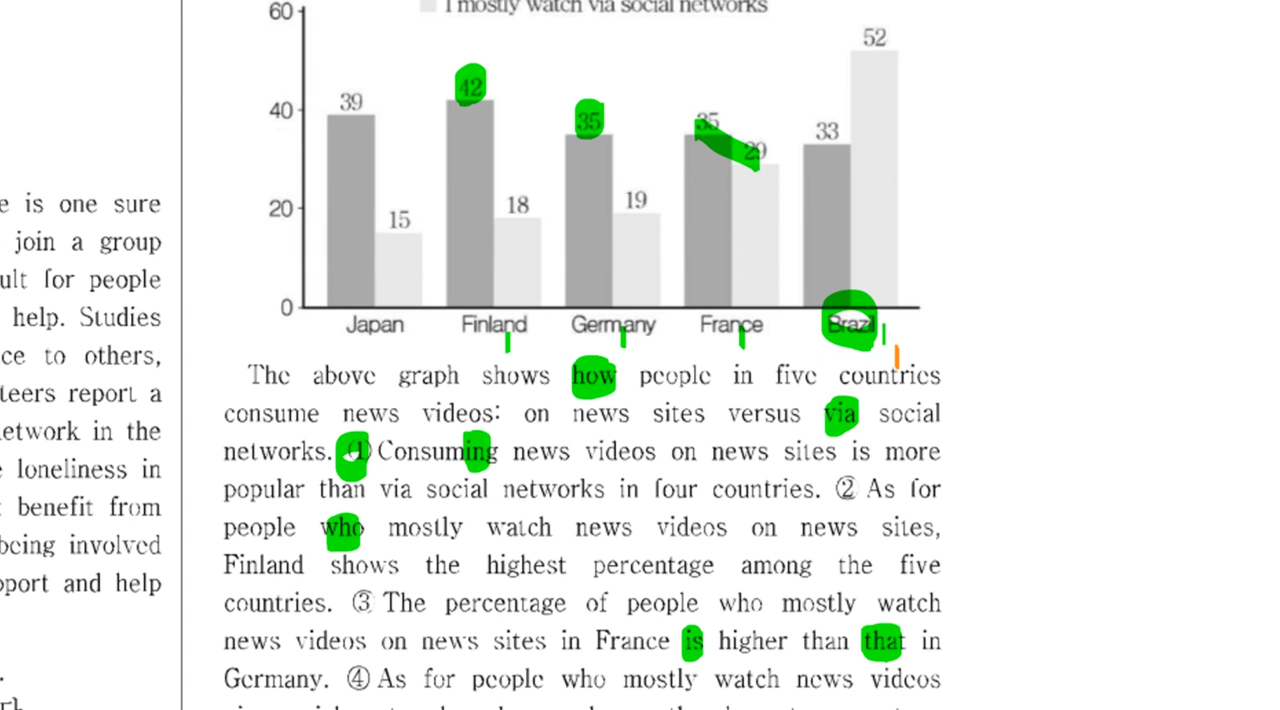 I mostly watch via social networks
60
52
42
39
35
35
33
29
40
19
18
15
20
0
Japan Finland Germany France Brazil
e is one sure
join a group
ult for people
help. Studies
ce to others,
teers report a
etwork in the
loneliness in
benefit from
being involved
pport and help
The above graph shows how people in five countries
consume news videos: on news sites versus via social
networks. ① Consuming news videos on news sites is more
popular than via social networks in four countries. ② As for
people who mostly watch news videos on news sites,
Finland shows the highest percentage among the five
countries. ③ The percentage of people who mostly watch
news videos on news sites in France is higher than that in
Germany. ④ As for people who mostly watch news videos